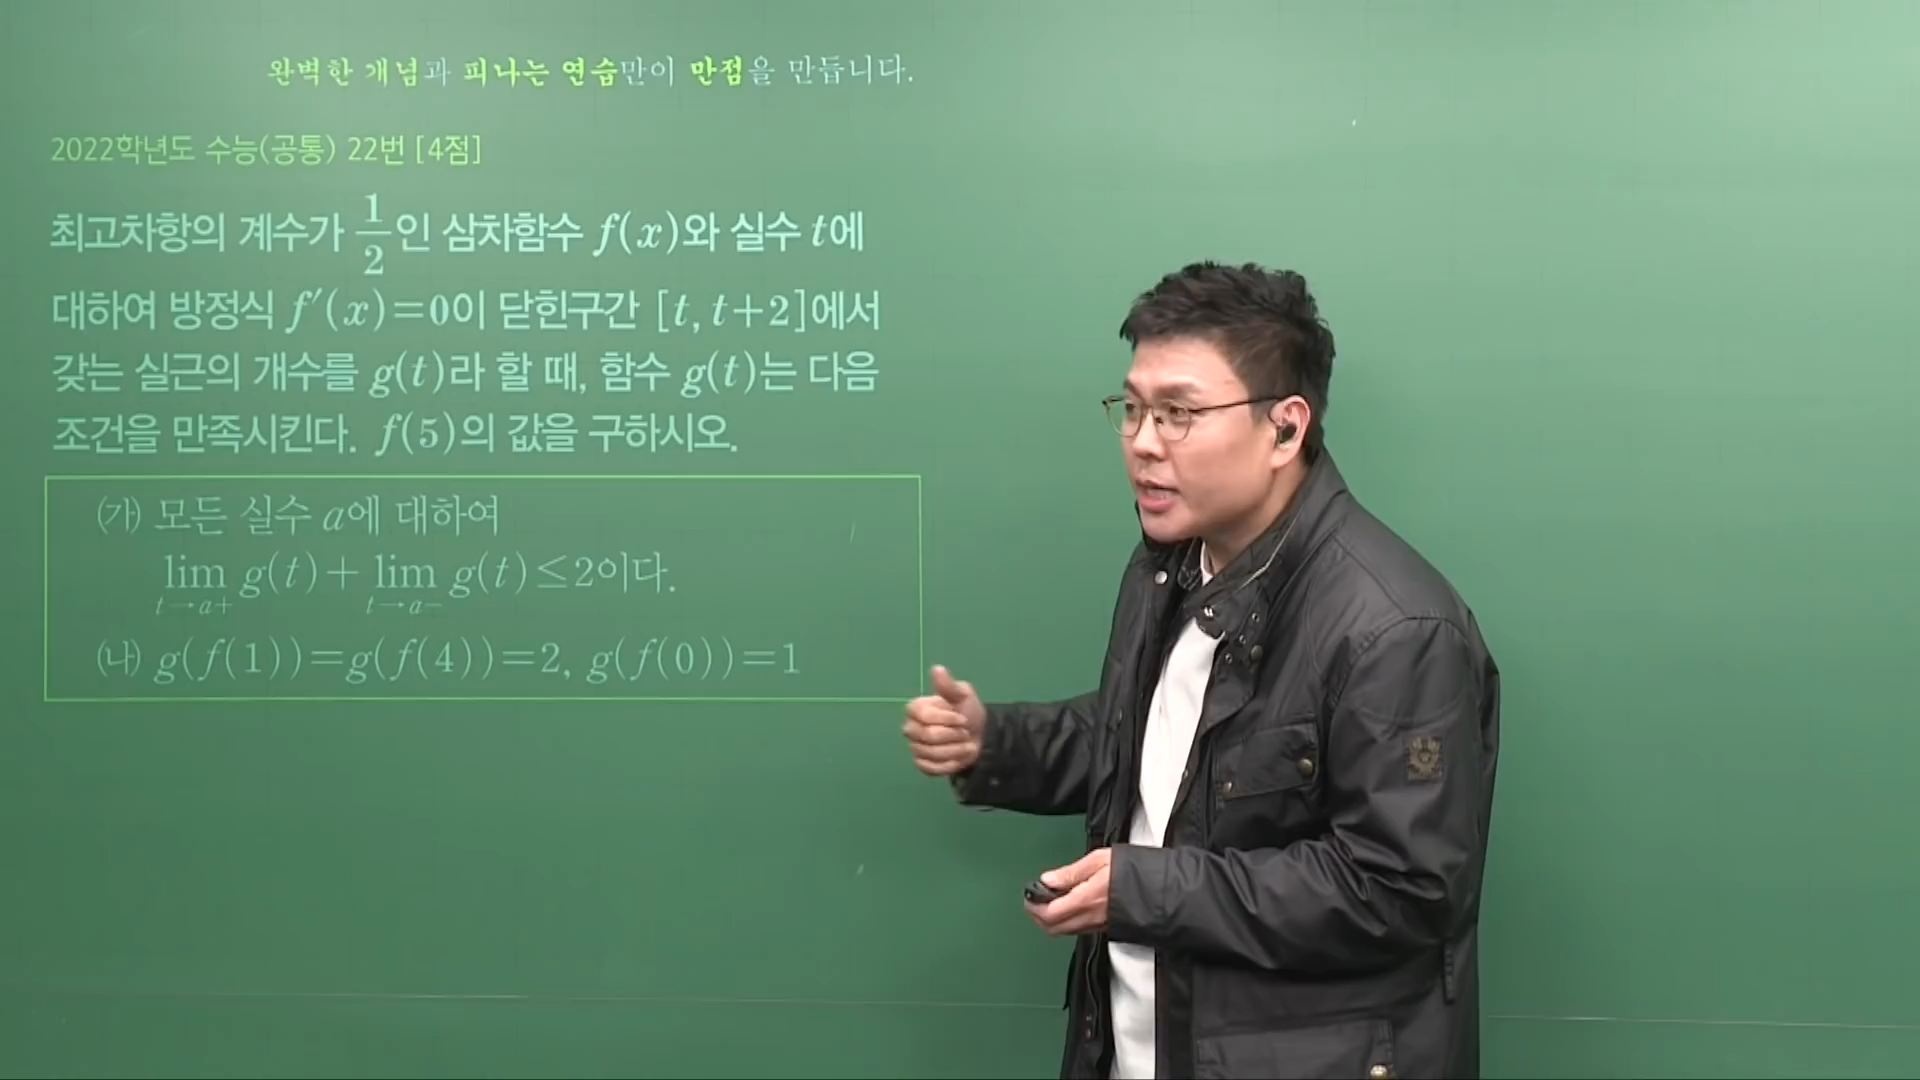 완벽한 개념과 피나는 연습만이 만점을 만듭니다.
2022학년도 수능(공통) 22번 [4점]
최고차항의 계수가 1/2인 삼차함수 f(x)와 실수 t에
대하여 방정식 f′(x)=0이 닫힌구간 [t, t+2]에서
갖는 실근의 개수를 g(t)라 할 때, 함수 g(t)는 다음
조건을 만족시킨다. f(5)의 값을 구하시오.
㈎ 모든 실수 a에 대하여
lim t→a+ g(t)+lim t→a− g(t)≤2이다.
㈏ g(f(1))=g(f(4))=2, g(f(0))=1